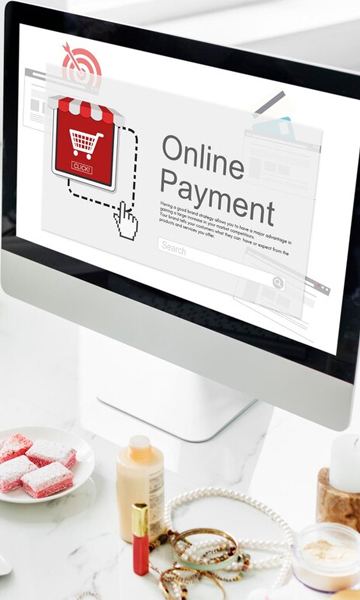 CLICK!
Online
Payment
Having a good brand strategy allows you to have a major advantage in
gaining a large increase in your market competitors.
Your brand tells your customers what they can have or expect from the
products and services you offer.
Search